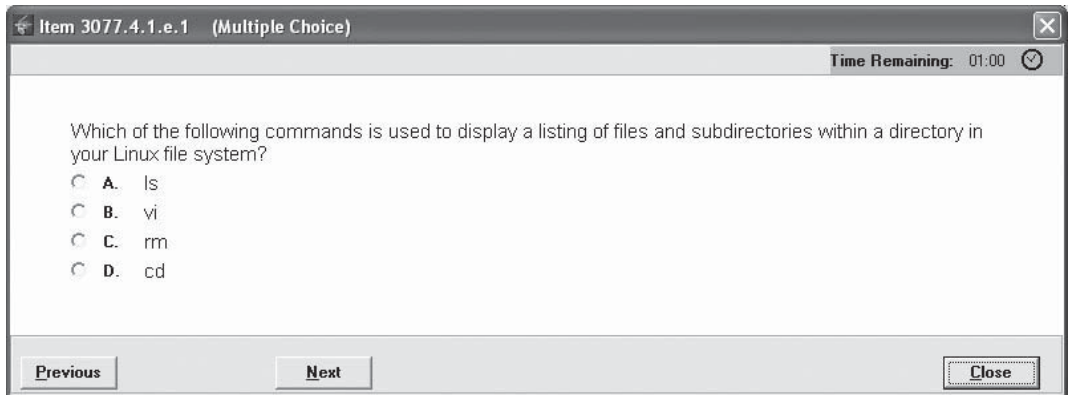 Item 3077.4.1.e.1 (Multiple Choice)
Time Remaining: 01:00
Which of the following commands is used to display a listing of files and subdirectories within a directory in
your Linux file system?
A. ls
B. vi
C. rm
D. cd
Previous Next Close